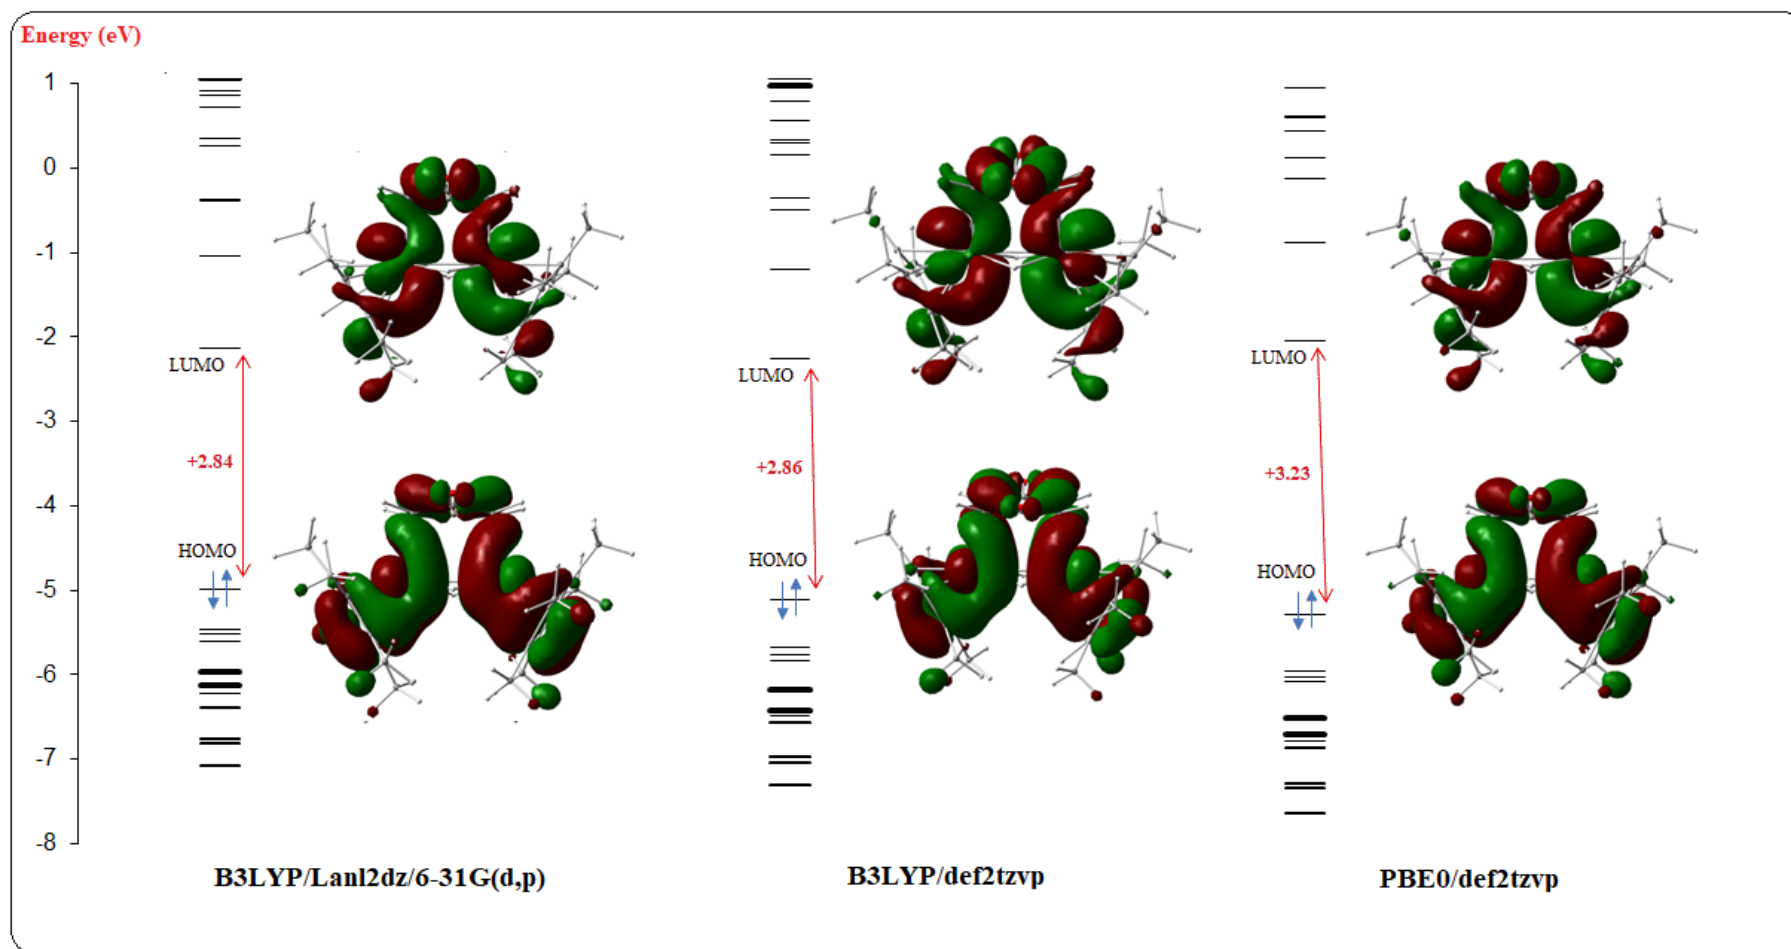 Energy (eV)
1
0
-1
-2
-3
-4
-5
-6
-7
-8
LUMO
+2.84
HOMO
B3LYP/Lanl2dz/6-31G(d,p)
LUMO
+2.86
HOMO
B3LYP/def2tzvp
LUMO
+3.23
HOMO
PBE0/def2tzvp